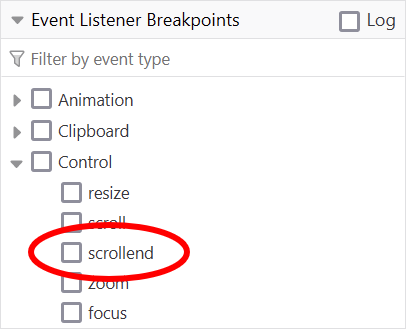 Event Listener Breakpoints Log
Filter by event type
Animation
Clipboard
Control
resize
scroll
scrollend
zoom
focus